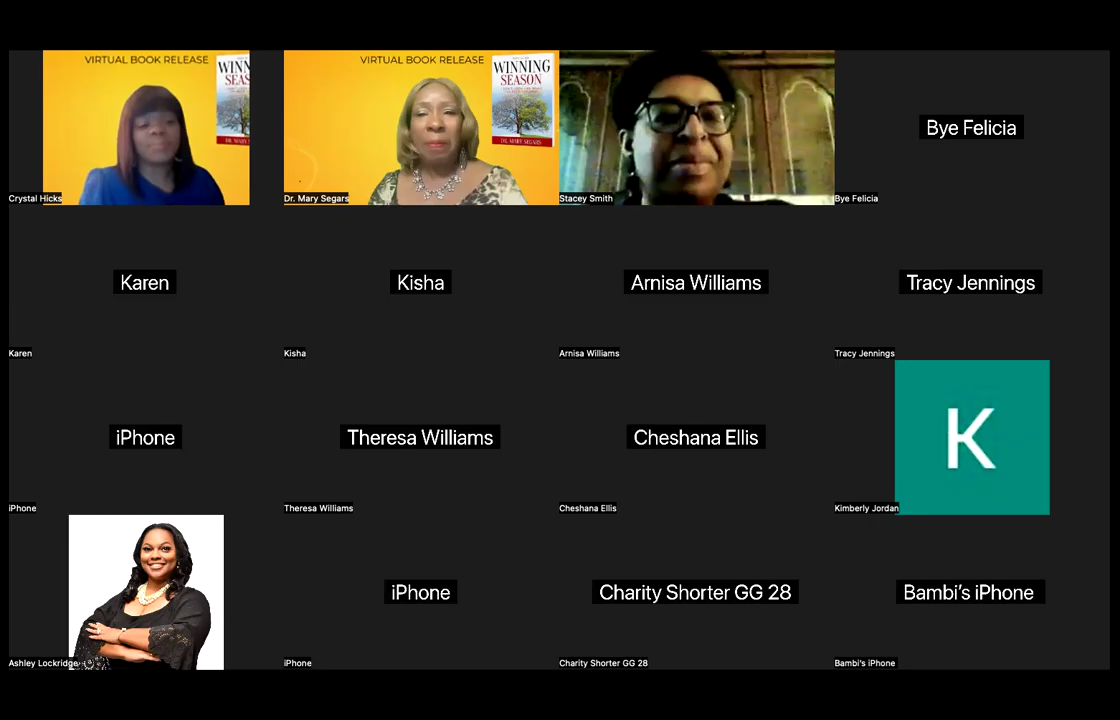 VIRTUAL BOOK RELEASE
WINNING
SEAS
DR. MARY
Crystal Hicks
VIRTUAL BOOK RELEASE
WINNING
SEASON
DR. MARY SEGARS
Dr. Mary Segars
Stacey Smith
Bye Felicia
Bye Felicia
Karen
Karen
Kisha
Kisha
Arnisa Williams
Arnisa Williams
Tracy Jennings
Tracy Jennings
iPhone
iPhone
Theresa Williams
Theresa Williams
Cheshana Ellis
Cheshana Ellis
K
Kimberly Jordan
Ashley Lockridge
iPhone
iPhone
Charity Shorter GG 28
Charity Shorter GG 28
Bambi’s iPhone
Bambi's iPhone